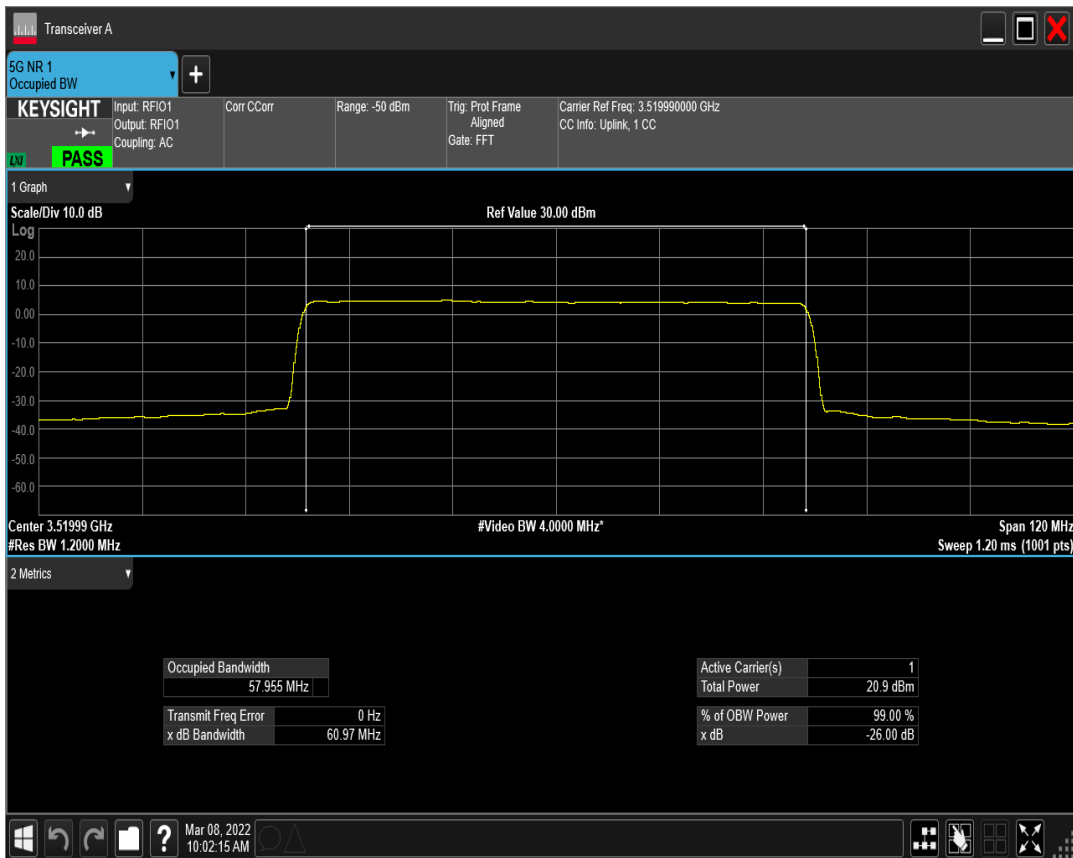 Transceiver A
5G NR 1
Occupied BW
+
KEYSIGHT
LXI
PASS
Input: RFIO1
Output: RFIO1
Coupling: AC
Corr CCorr
Range: -50 dBm
Trig: Prot Frame
Aligned
Gate: FFT
Carrier Ref Freq: 3.519990000 GHz
CC Info: Uplink, 1 CC
1 Graph
Scale/Div 10.0 dB
Ref Value 30.00 dBm
Log
20.0
10.0
0.00
-10.0
-20.0
-30.0
-40.0
-50.0
-60.0
Center 3.51999 GHz
#Video BW 4.0000 MHz*
Span 120 MHz
#Res BW 1.2000 MHz
Sweep 1.20 ms (1001 pts)
2 Metrics
Occupied Bandwidth
57.955 MHz
Transmit Freq Error 0 Hz
x dB Bandwidth 60.97 MHz
Active Carrier(s) 1
Total Power 20.9 dBm
% of OBW Power 99.00 %
x dB -26.00 dB
?
Mar 08, 2022
10:02:15 AM